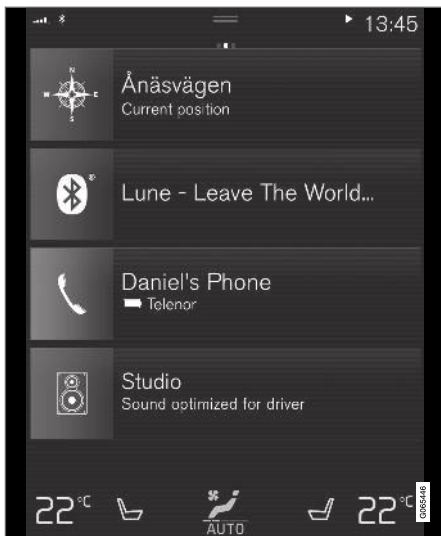 13:45
N
W E
S
Ånäsvägen
Current position
Lune - Leave The World...
Daniel's Phone
Telenor
Studio
Sound optimized for driver
22°C
AUTO
22°C
G065446